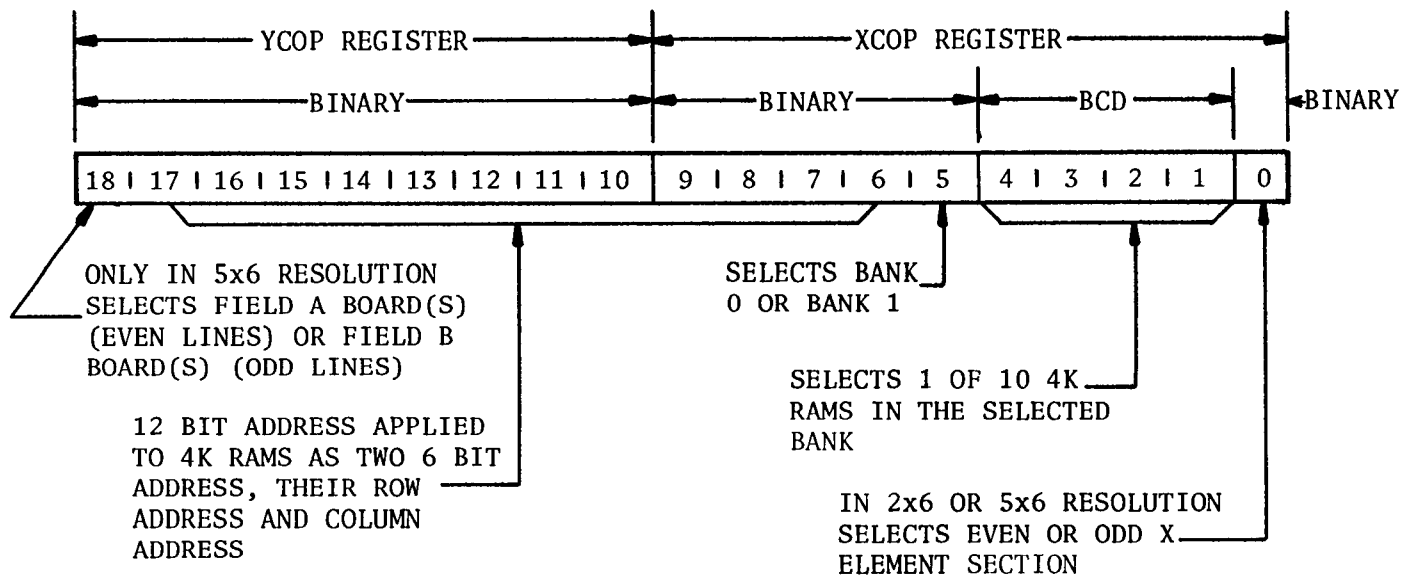 YCOP REGISTER XCOP REGISTER
BINARY BINARY BCD BINARY
18 17 16 15 14 13 12 11 10 9 8 7 6 5 4 3 2 1 0
ONLY IN 5x6 RESOLUTION
SELECTS FIELD A BOARD(S)
(EVEN LINES) OR FIELD B
BOARD(S) (ODD LINES)
SELECTS BANK
0 OR BANK 1
12 BIT ADDRESS APPLIED
TO 4K RAMS AS TWO 6 BIT
ADDRESS, THEIR ROW
ADDRESS AND COLUMN
ADDRESS
SELECTS 1 OF 10 4K
RAMS IN THE SELECTED
BANK
IN 2x6 OR 5x6 RESOLUTION
SELECTS EVEN OR ODD X
ELEMENT SECTION